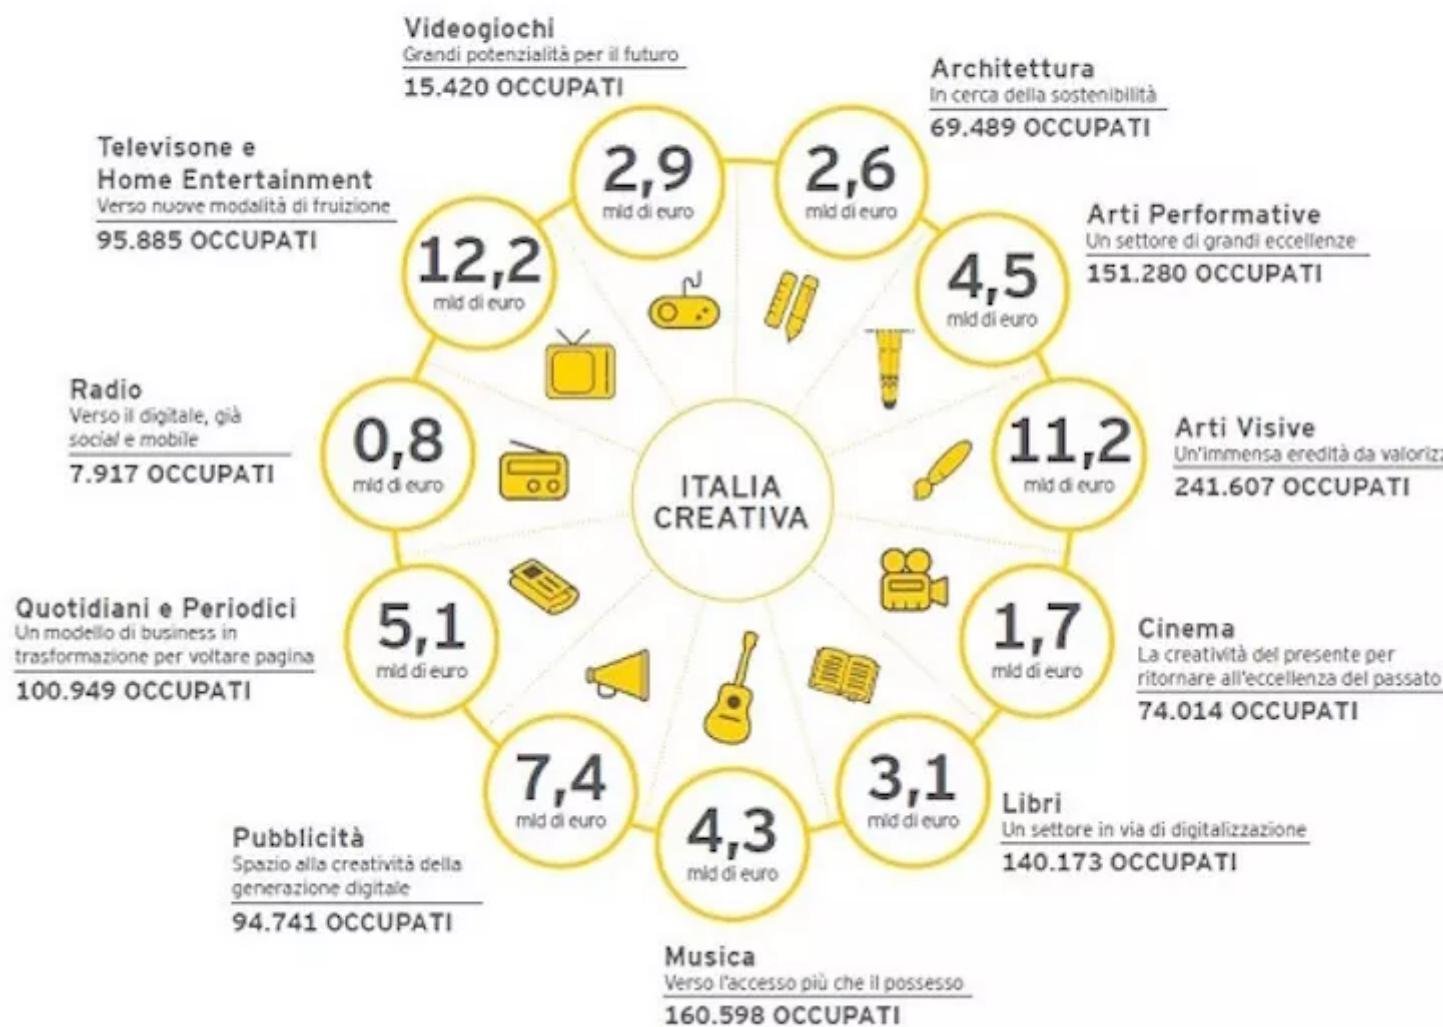 Videogiochi
Grandi potenzialità per il futuro
15.420 OCCUPATI
2,9
mld di euro
Architettura
In cerca della sostenibilità
69.489 OCCUPATI
2,6
mld di euro
Arti Performative
Un settore di grandi eccellenze
151.280 OCCUPATI
4,5
mld di euro
Arti Visive
Un'immensa eredità da valorizz
241.607 OCCUPATI
11,2
mld di euro
Cinema
La creatività del presente per
ritornare all'eccellenza del passato
74.014 OCCUPATI
1,7
mld di euro
Libri
Un settore in via di digitalizzazione
140.173 OCCUPATI
3,1
mld di euro
Musica
Verso l'accesso più che il possesso
160.598 OCCUPATI
4,3
mld di euro
Pubblicità
Spazio alla creatività della
generazione digitale
94.741 OCCUPATI
7,4
mld di euro
Quotidiani e Periodici
Un modello di business in
trasformazione per voltare pagina
100.949 OCCUPATI
5,1
mld di euro
Radio
Verso il digitale, già
social e mobile
7.917 OCCUPATI
0,8
mld di euro
Televisone e
Home Entertainment
Verso nuove modalità di fruizione
95.885 OCCUPATI
12,2
mld di euro
ITALIA
CREATIVA